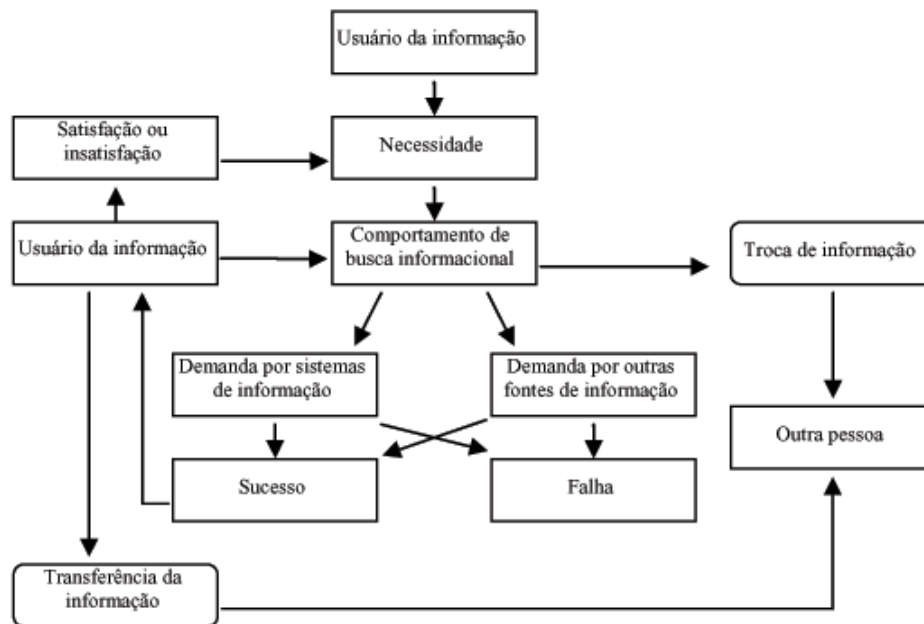 Usuário da informação
Satisfação ou
insatisfação
Necessidade
Usuário da informação
Comportamento de
busca informacional
Troca de informação
Demanda por sistemas
de informação
Demanda por outras
fontes de informação
Outra pessoa
Sucesso
Falha
Transferência da
informação